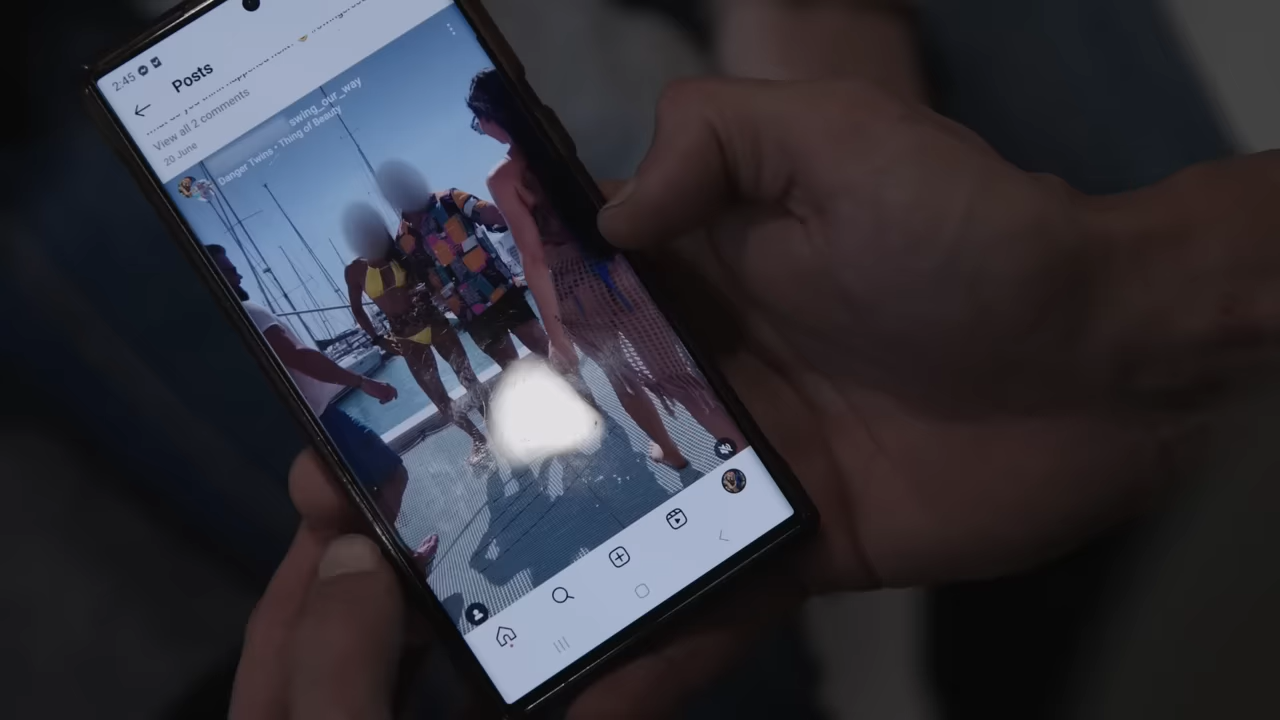 2:45
Posts
View all 2 comments
20 June
swing_our_way
Danger Twins • Thing of Beauty